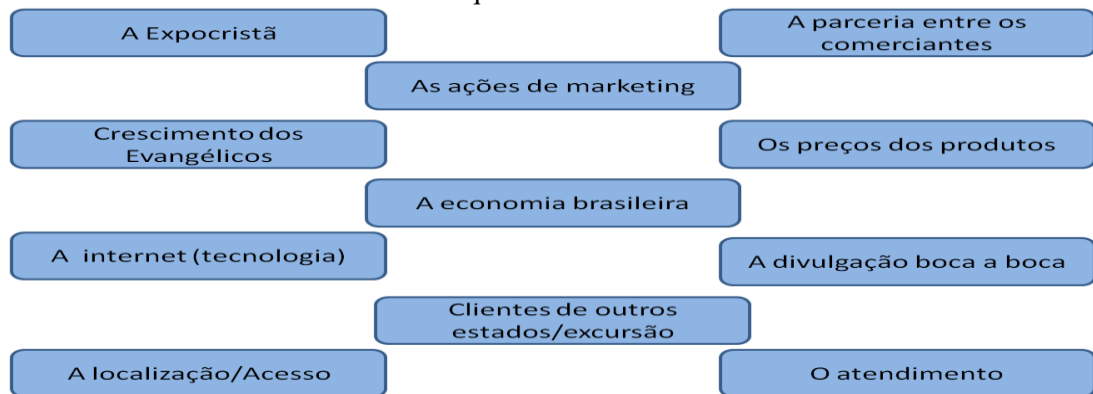 A Expocristã
A parceria entre os
comerciantes
As ações de marketing
Crescimento dos
Evangélicos
Os preços dos produtos
A economia brasileira
A internet (tecnologia)
A divulgação boca a boca
Clientes de outros
estados/excursão
A localização/Acesso
O atendimento